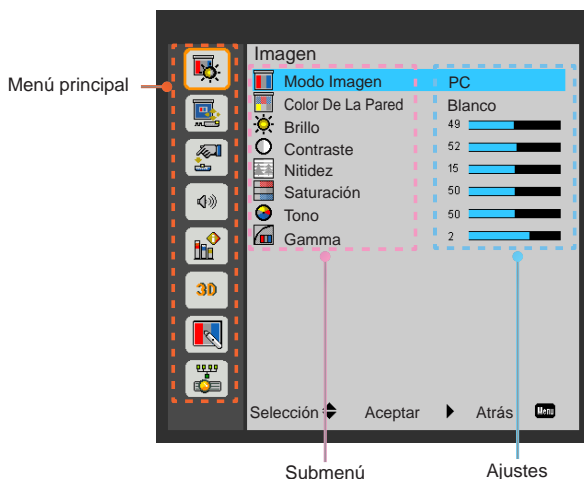 Imagen
Menú principal
Modo Imagen PC
Color De La Pared Blanco
Brillo 49
Contraste 52
Nitidez 15
Saturación 50
Tono 50
Gamma 2
3D
Selección Aceptar Atrás Menu
Submenú Ajustes